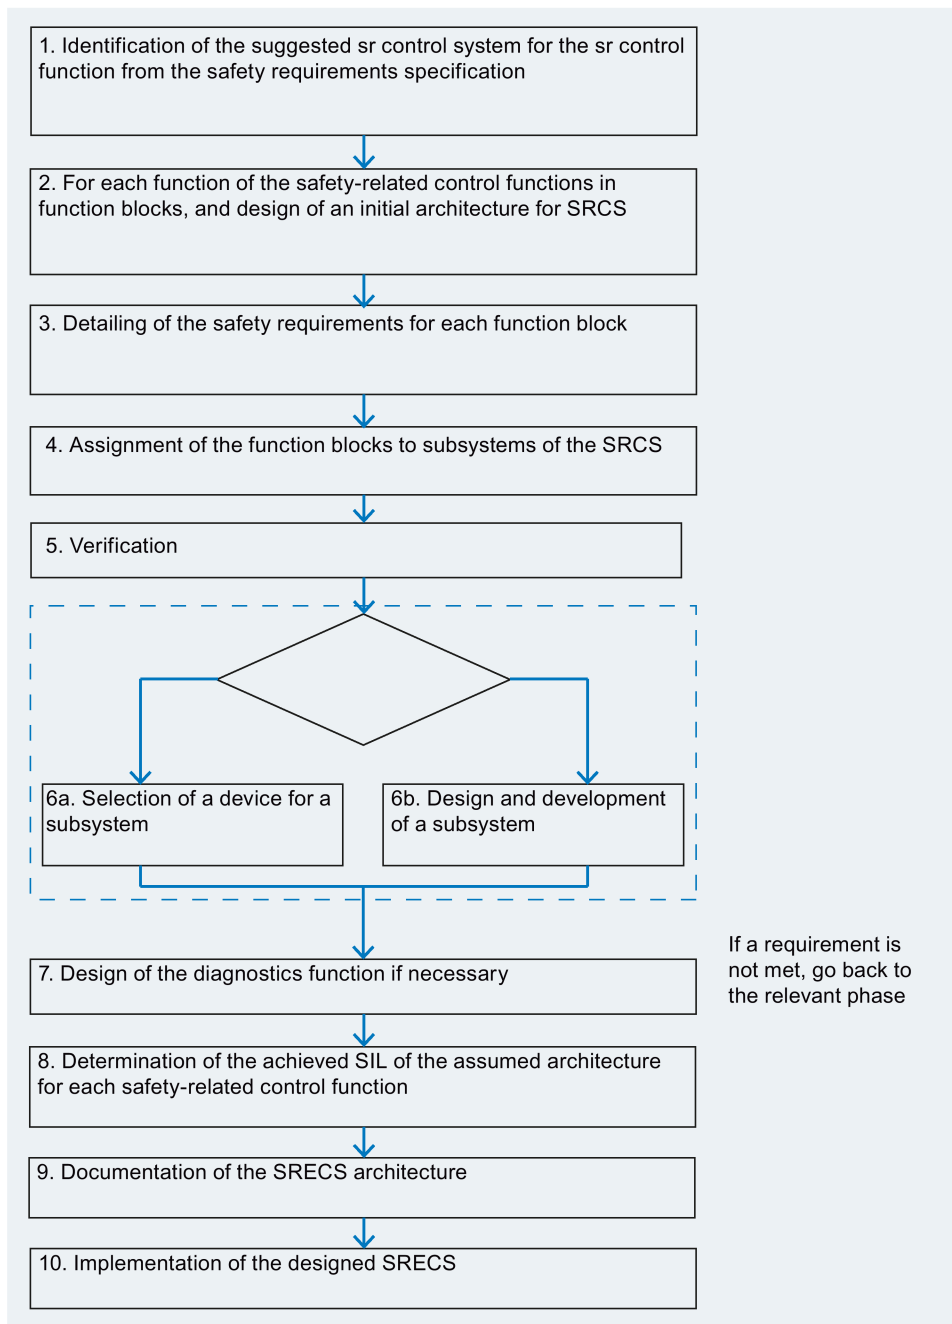 1. Identification of the suggested sr control system for the sr control
function from the safety requirements specification
2. For each function of the safety-related control functions in
function blocks, and design of an initial architecture for SRCS
3. Detailing of the safety requirements for each function block
4. Assignment of the function blocks to subsystems of the SRCS
5. Verification
6a. Selection of a device for a
subsystem
6b. Design and development
of a subsystem
If a requirement is
not met, go back to
the relevant phase
7. Design of the diagnostics function if necessary
8. Determination of the achieved SIL of the assumed architecture
for each safety-related control function
9. Documentation of the SRECS architecture
10. Implementation of the designed SRECS